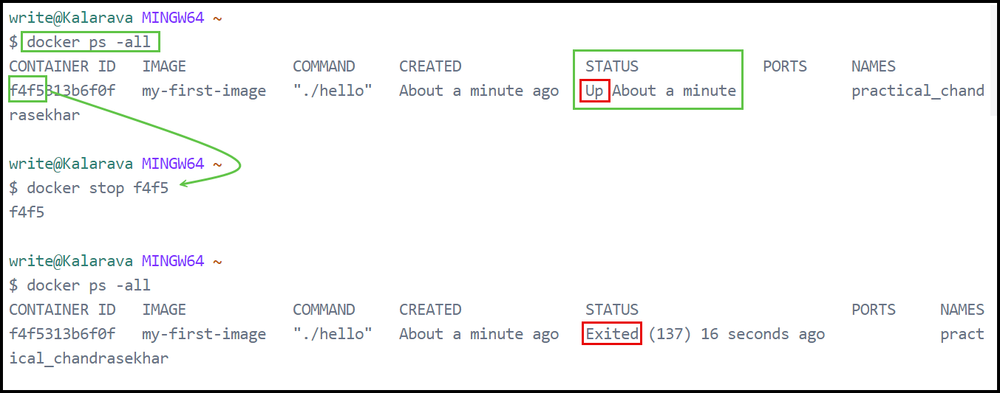 write@Kalarava MINGW64 ~
$ docker ps -all
CONTAINER ID   IMAGE            COMMAND     CREATED              STATUS              PORTS     NAMES
f4f5313b6f0f   my-first-image   "./hello"   About a minute ago   Up About a minute             practical_chand
rasekhar
write@Kalarava MINGW64 ~
$ docker stop f4f5
f4f5
write@Kalarava MINGW64 ~
$ docker ps -all
CONTAINER ID   IMAGE            COMMAND     CREATED              STATUS                        PORTS     NAMES
f4f5313b6f0f   my-first-image   "./hello"   About a minute ago   Exited (137) 16 seconds ago             pract
ical_chandrasekhar